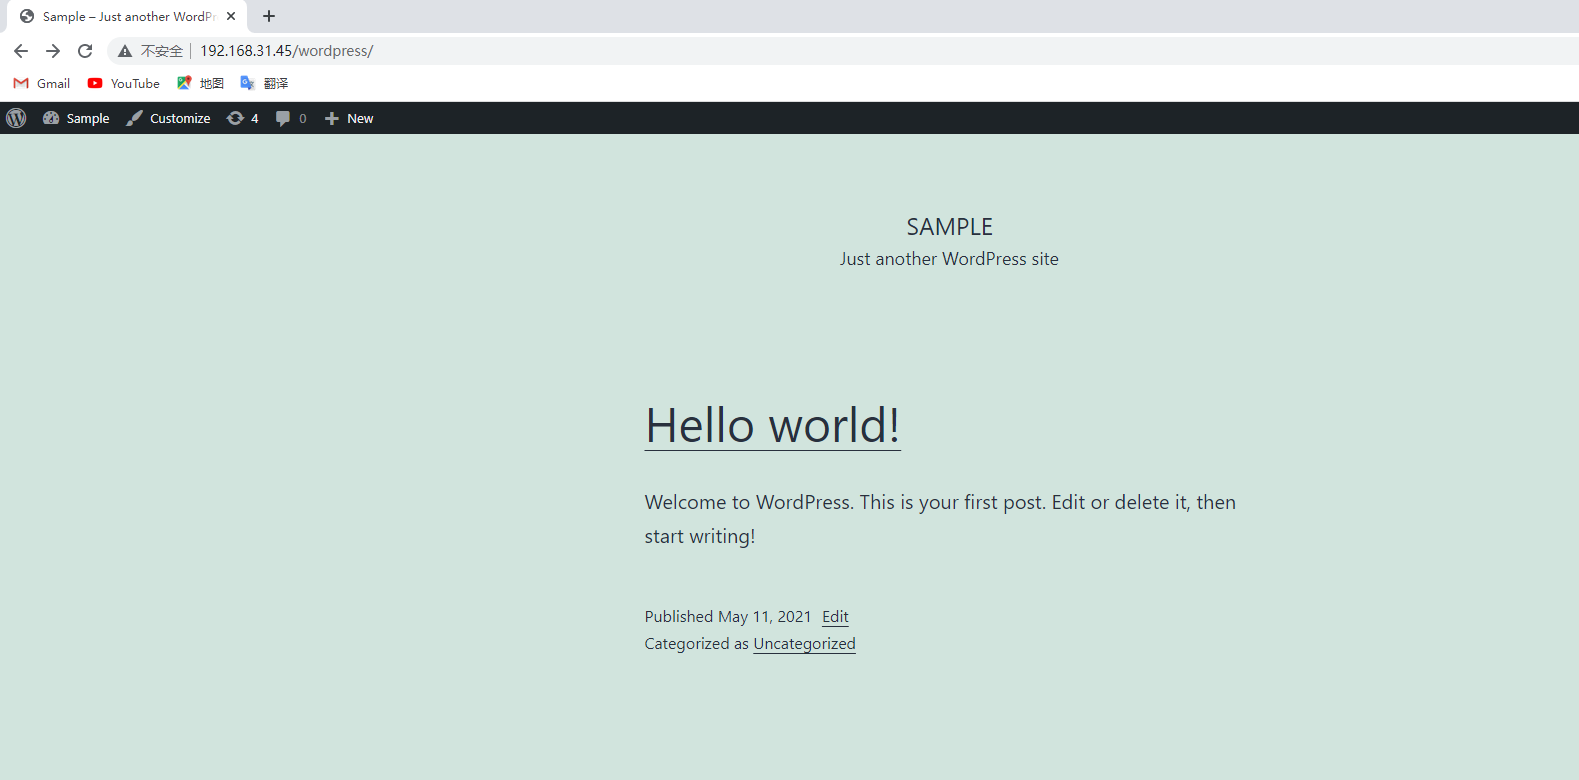 Sample – Just another WordPr
不安全 192.168.31.45/wordpress/
Gmail YouTube 地图 翻译
Sample Customize 4 0 New
SAMPLE
Just another WordPress site
Hello world!
Welcome to WordPress. This is your first post. Edit or delete it, then
start writing!
Published May 11, 2021 Edit
Categorized as Uncategorized